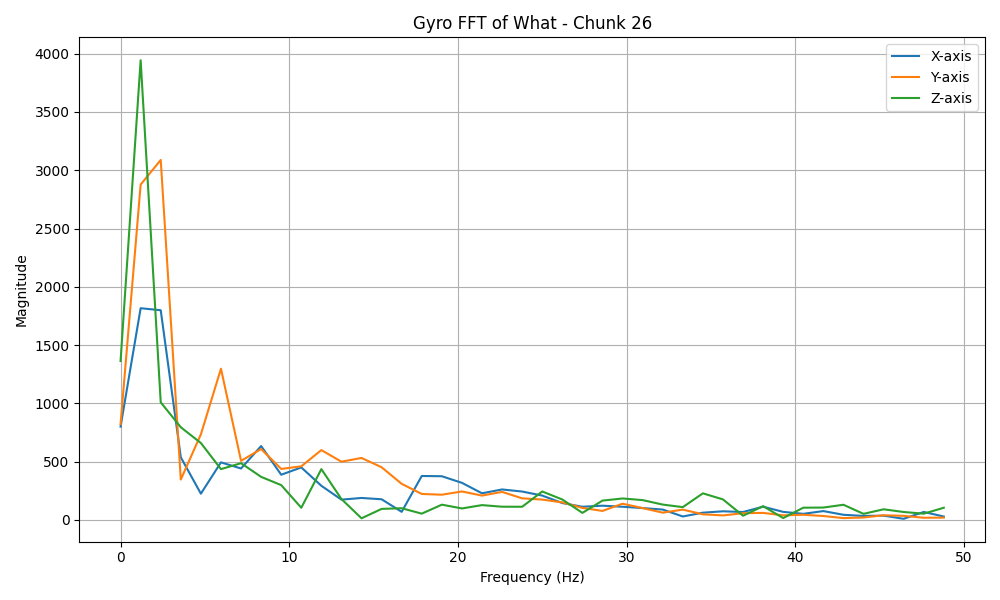 Gyro FFT of What - Chunk 26
X-axis
Y-axis
Z-axis
4000
3500
3000
2500
2000
1500
1000
500
0
Magnitude
0 10 20 30 40 50
Frequency (Hz)